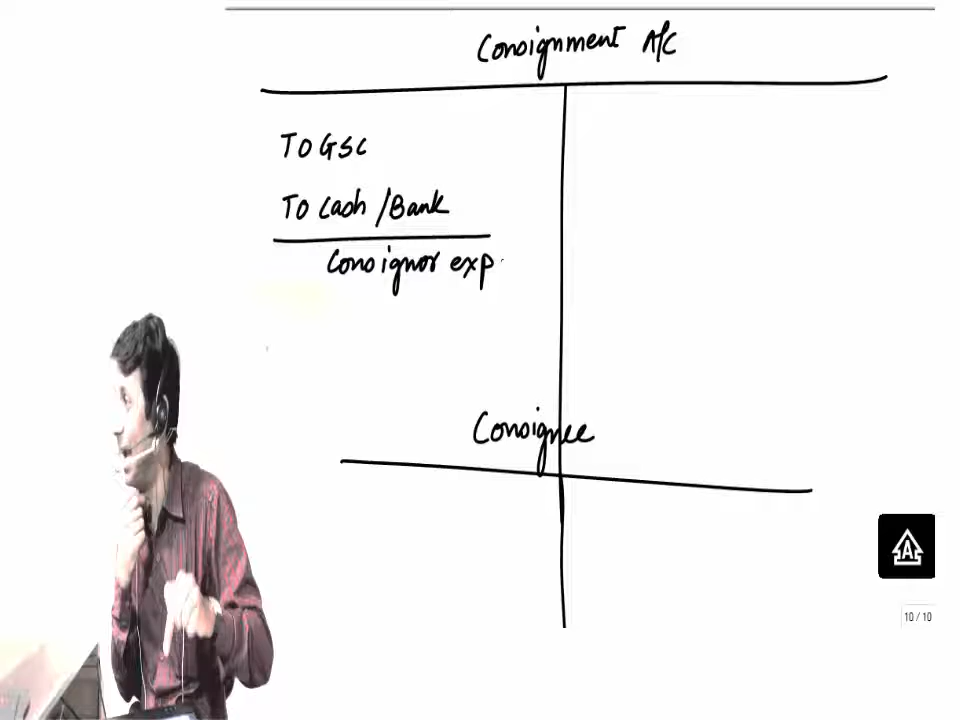 Consignment A/C
To GSC
To Cash/Bank
Consignor exp
Consignee
A
10 / 10